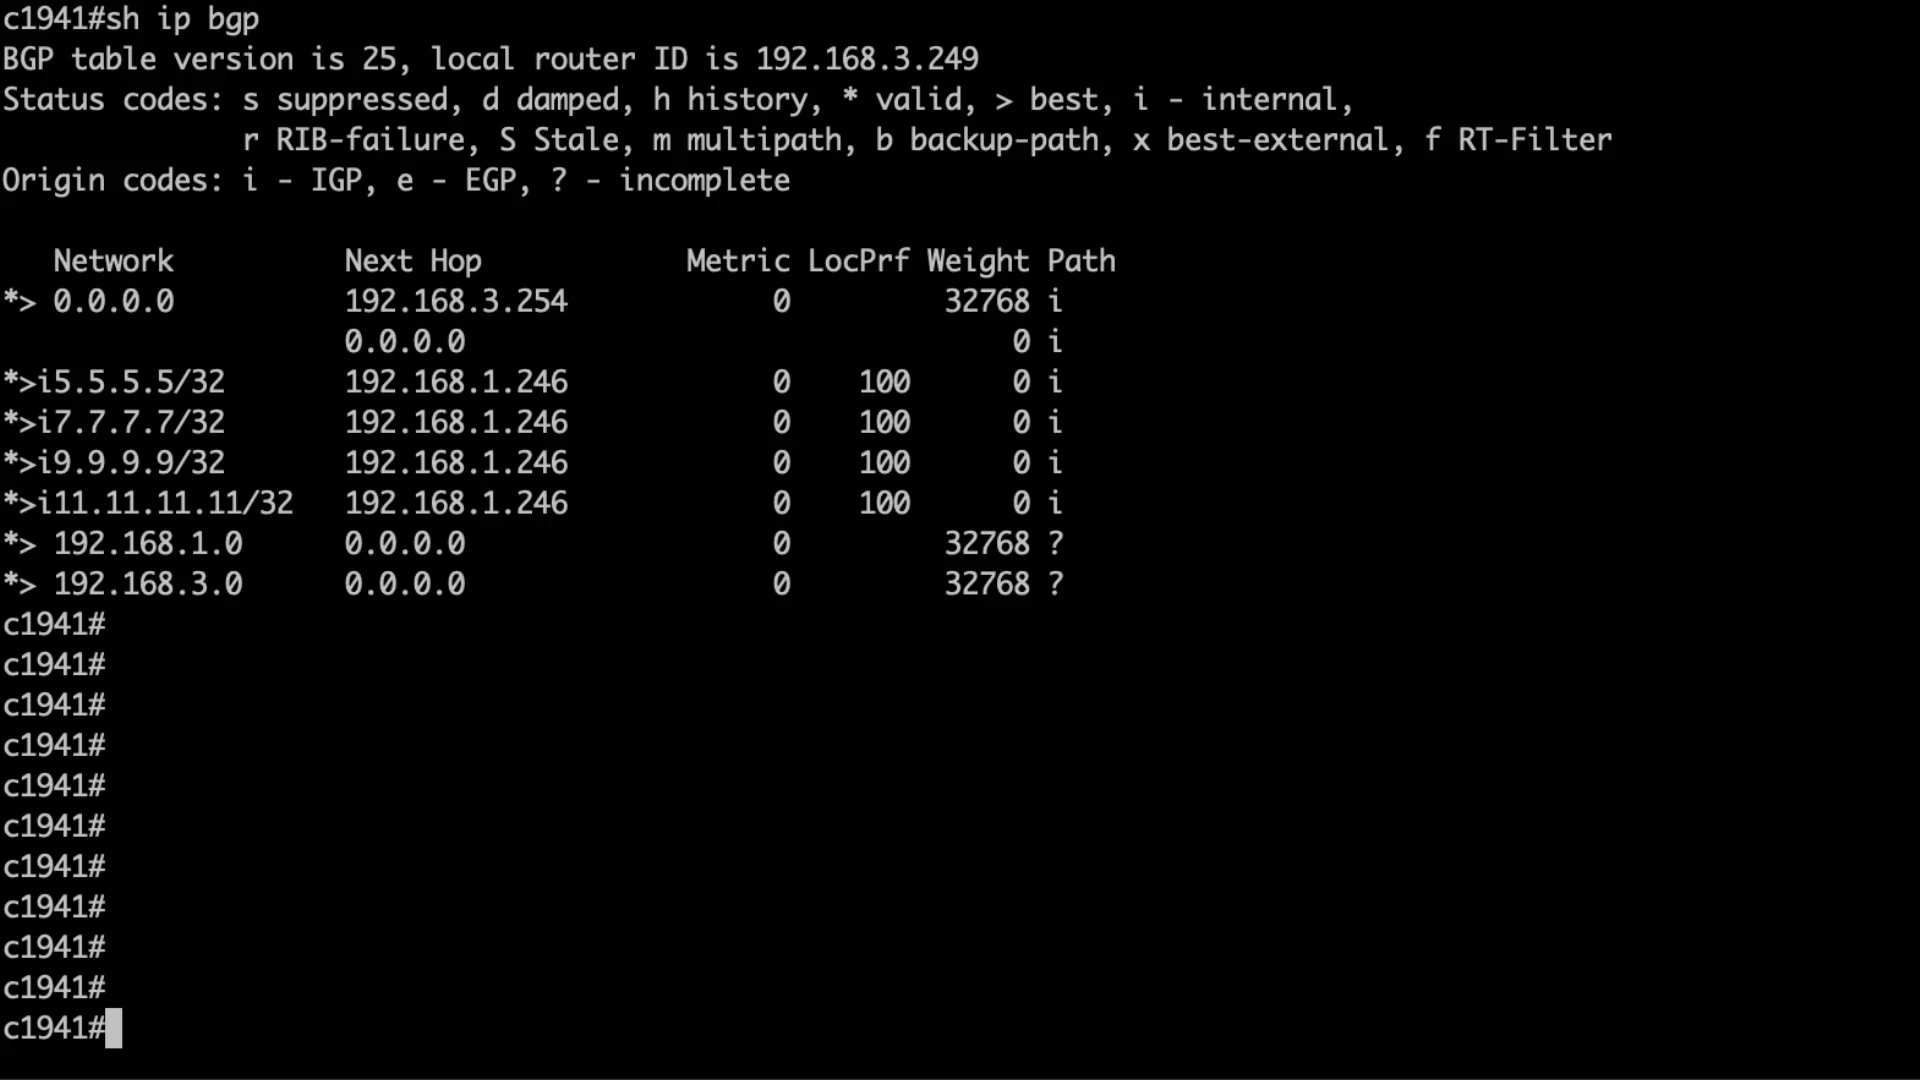 c1941#sh ip bgp
BGP table version is 25, local router ID is 192.168.3.249
Status codes: s suppressed, d damped, h history, * valid, > best, i - internal,
              r RIB-failure, S Stale, m multipath, b backup-path, x best-external, f RT-Filter
Origin codes: i - IGP, e - EGP, ? - incomplete

   Network          Next Hop            Metric LocPrf Weight Path
*> 0.0.0.0          192.168.3.254            0         32768 i
                    0.0.0.0                                0 i
*>i5.5.5.5/32       192.168.1.246            0    100      0 i
*>i7.7.7.7/32       192.168.1.246            0    100      0 i
*>i9.9.9.9/32       192.168.1.246            0    100      0 i
*>i11.11.11.11/32   192.168.1.246            0    100      0 i
*> 192.168.1.0      0.0.0.0                  0         32768 ?
*> 192.168.3.0      0.0.0.0                  0         32768 ?
c1941#
c1941#
c1941#
c1941#
c1941#
c1941#
c1941#
c1941#
c1941#
c1941#
c1941#